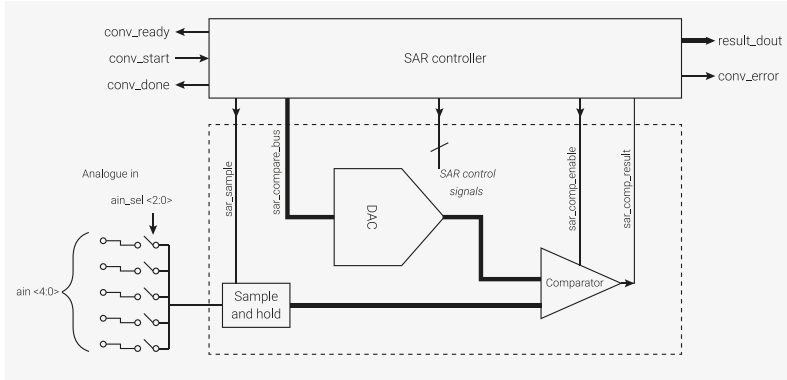 conv_ready
conv_start
conv_done
SAR controller
result_dout
conv_error
sar_sample
sar_compare_bus
SAR control
signals
sar_comp_enable
sar_comp_result
Analogue in
ain_sel <2:0>
DAC
ain <4:0>
Sample
and hold
Comparator